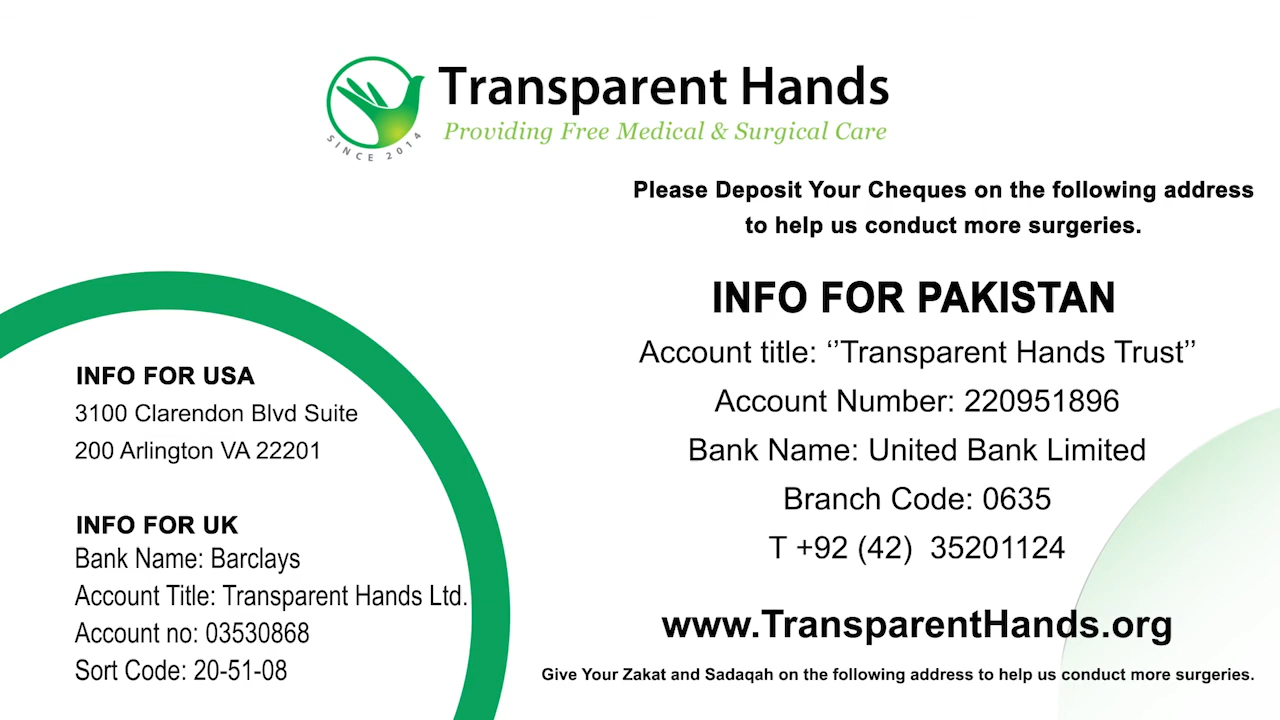 Transparent Hands
Providing Free Medical & Surgical Care
SINCE 2014
Please Deposit Your Cheques on the following address
to help us conduct more surgeries.
INFO FOR PAKISTAN
Account title: ‘’Transparent Hands Trust’’
Account Number: 220951896
Bank Name: United Bank Limited
Branch Code: 0635
T +92 (42)  35201124
www.TransparentHands.org
Give Your Zakat and Sadaqah on the following address to help us conduct more surgeries.
INFO FOR USA
3100 Clarendon Blvd Suite
200 Arlington VA 22201
INFO FOR UK
Bank Name: Barclays
Account Title: Transparent Hands Ltd.
Account no: 03530868
Sort Code: 20-51-08